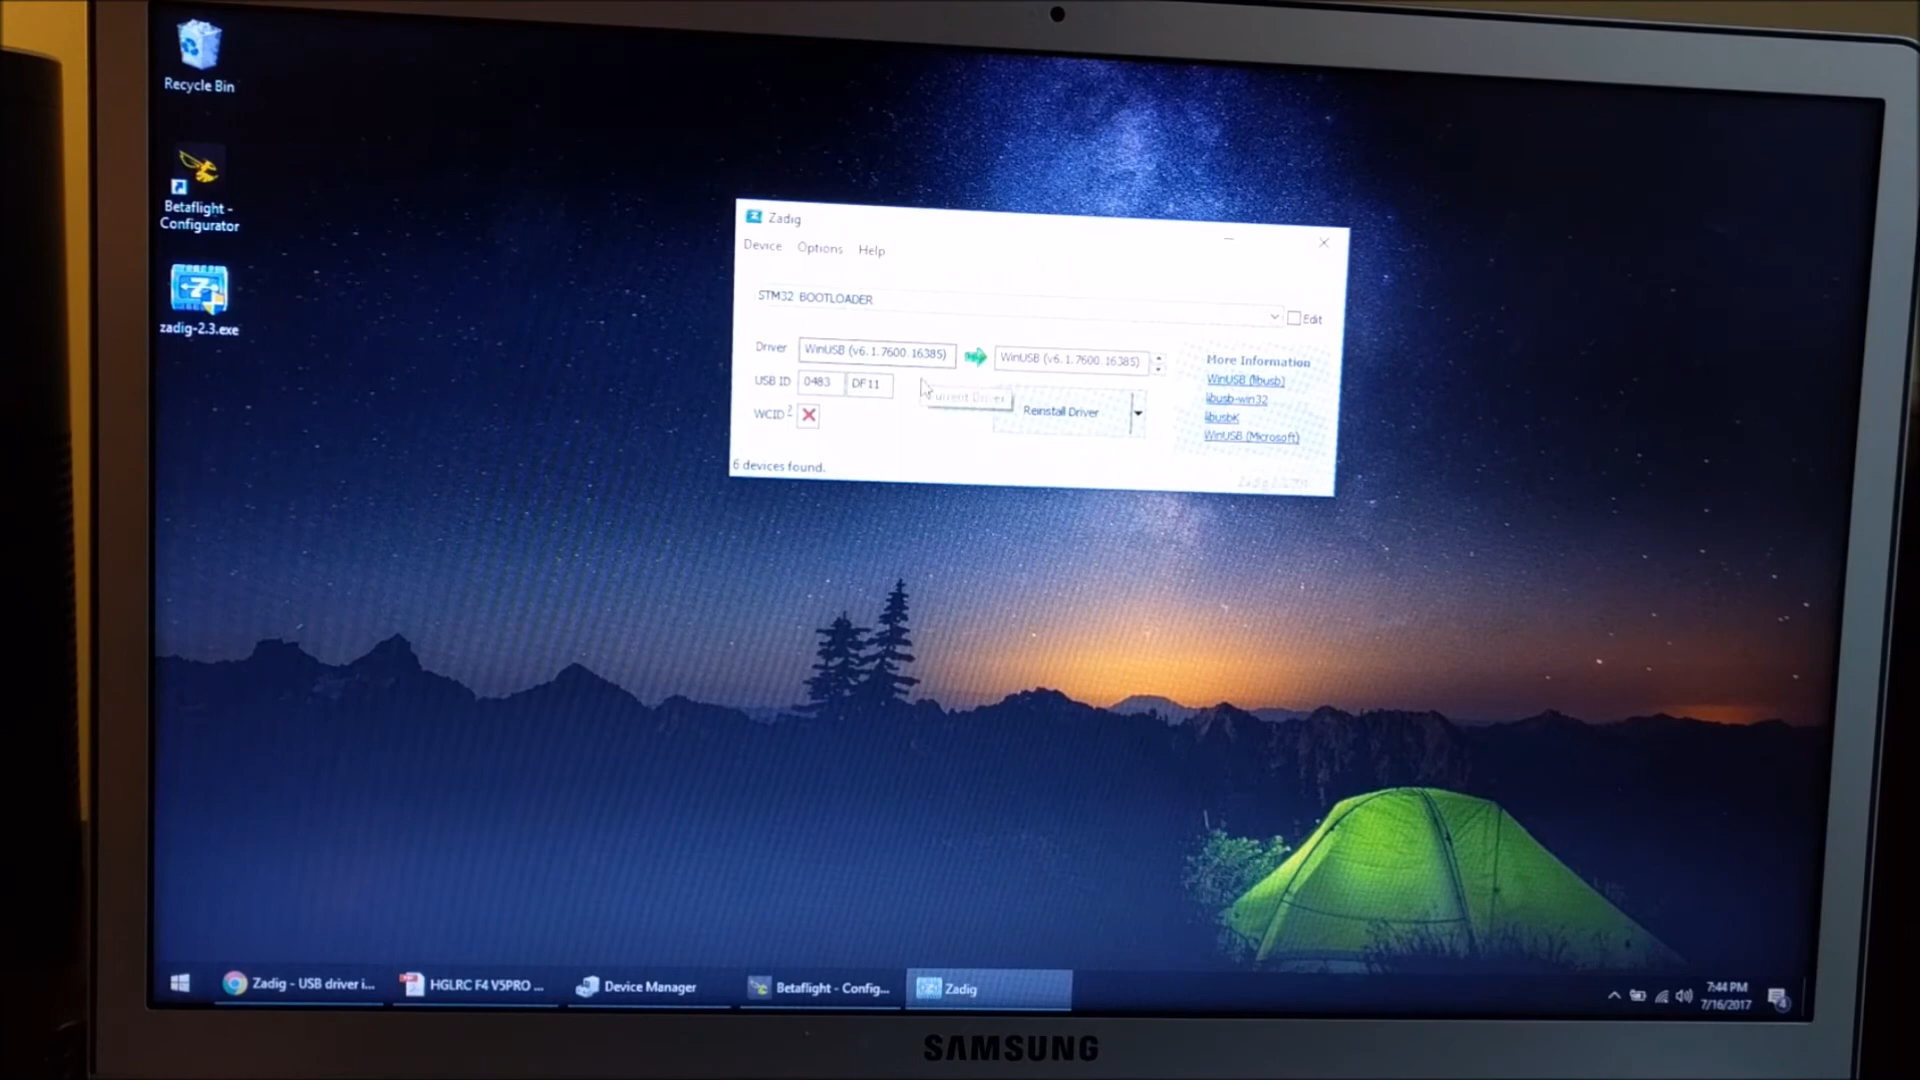 Recycle Bin
Betaflight -
Configurator
zadig-2.3.exe
Zadig
Device Options Help
STM32 BOOTLOADER
Edit
Driver WinUSB (v6.1.7600.16385) WinUSB (v6.1.7600.16385)
USB ID 0483 DF11
Current Driver
WCID ?
Reinstall Driver
More Information
WinUSB (libusb)
libusb-win32
libusbK
WinUSB (Microsoft)
6 devices found.
Zadig - USB driver i...
HGLRC F4 V5PRO ...
Device Manager
Betaflight - Config...
Zadig
7:44 PM
7/16/2017
4
SAMSUNG